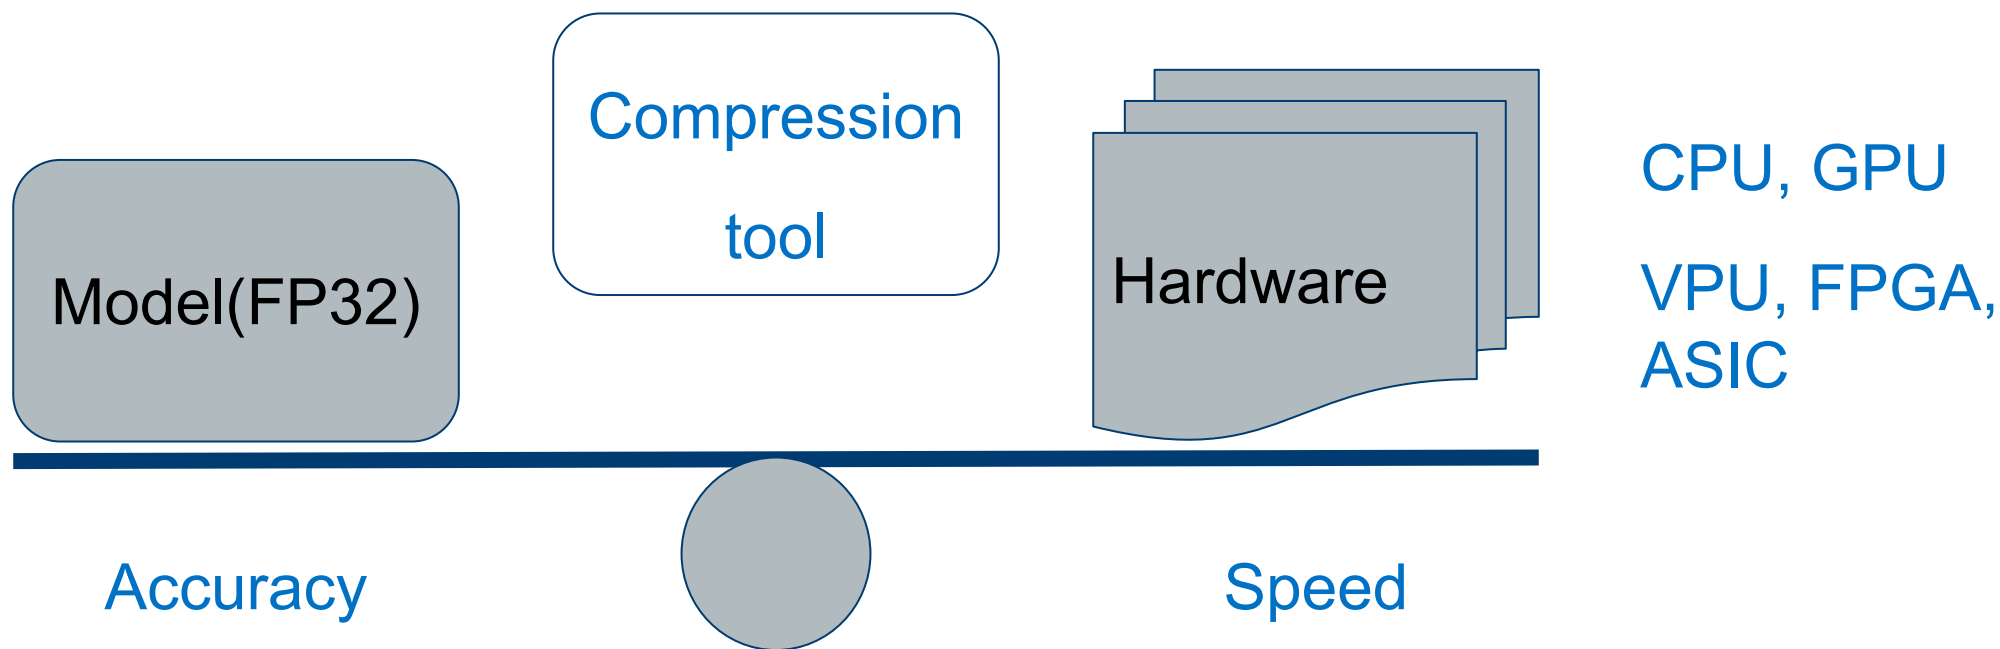 Compression
tool
Model(FP32)
Hardware
CPU, GPU
VPU, FPGA,
ASIC
Accuracy
Speed